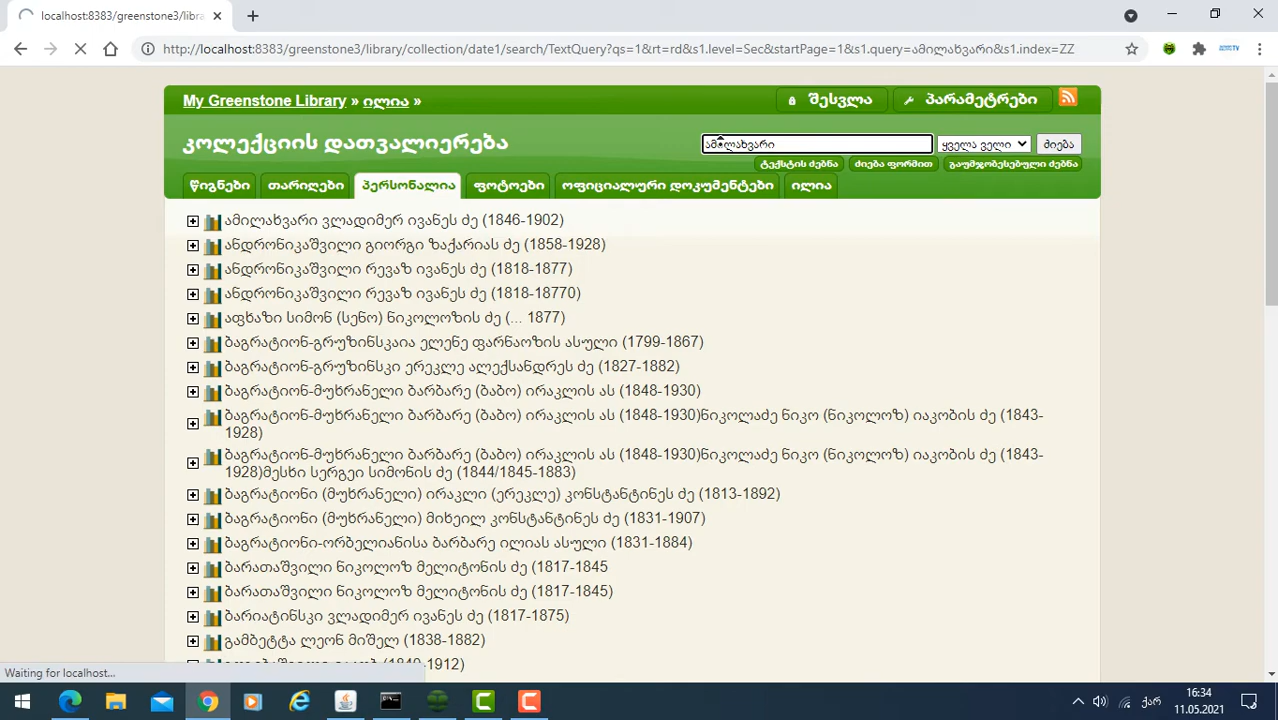 localhost:8383/greenstone3/libra
localhost:8383/greenstone3/library/collection/date1/search/TextQuery?qs=1&rt=rd&s1.level=Sec&startPage=1&s1.query=ამილახვარი&s1.index=ZZ
My Greenstone Library » ილია »
შესვლა
პარამეტრები
კოლექციის დათვალიერება
ამილახვარი
ყველა ველი
ძიება
ტექსტის ძებნა
ძიება ფორმით
გაუმჯობესებული ძებნა
წიგნები
თარიღები
პერსონალია
ფოტოები
ოფიციალური დოკუმენტები
ილია
ამილახვარი ვლადიმერ ივანეს ძე (1846-1902)
ანდრონიკაშვილი გიორგი ზაქარიას ძე (1858-1928)
ანდრონიკაშვილი რევაზ ივანეს ძე (1818-1877)
ანდრონიკაშვილი რევაზ ივანეს ძე (1818-18770)
აფხაზი სიმონ (სენო) ნიკოლოზის ძე (... 1877)
ბაგრატიონ-გრუზინსკაია ელენე ფარნაოზის ასული (1799-1867)
ბაგრატიონ-გრუზინსკი ერეკლე ალექსანდრეს ძე (1827-1882)
ბაგრატიონ-მუხრანელი ბარბარე (ბაბო) ირაკლის ას (1848-1930)
ბაგრატიონ-მუხრანელი ბარბარე (ბაბო) ირაკლის ას (1848-1930)ნიკოლაძე ნიკო (ნიკოლოზ) იაკობის ძე (1843-
1928)
ბაგრატიონ-მუხრანელი ბარბარე (ბაბო) ირაკლის ას (1848-1930)ნიკოლაძე ნიკო (ნიკოლოზ) იაკობის ძე (1843-
1928)მესხი სერგეი სიმონის ძე (1844/1845-1883)
ბაგრატიონი (მუხრანელი) ირაკლი (ერეკლე) კონსტანტინეს ძე (1813-1892)
ბაგრატიონი (მუხრანელი) მიხეილ კონსტანტინეს ძე (1831-1907)
ბაგრატიონი-ორბელიანისა ბარბარე ილიას ასული (1831-1884)
ბარათაშვილი ნიკოლოზ მელიტონის ძე (1817-1845
ბარათაშვილი ნიკოლოზ მელიტონის ძე (1817-1845)
ბარიატინსკი ვლადიმერ ივანეს ძე (1817-1875)
გამბეტტა ლეონ მიშელ (1838-1882)
-1912)
Waiting for localhost...
ქარ
16:34
11.05.2021